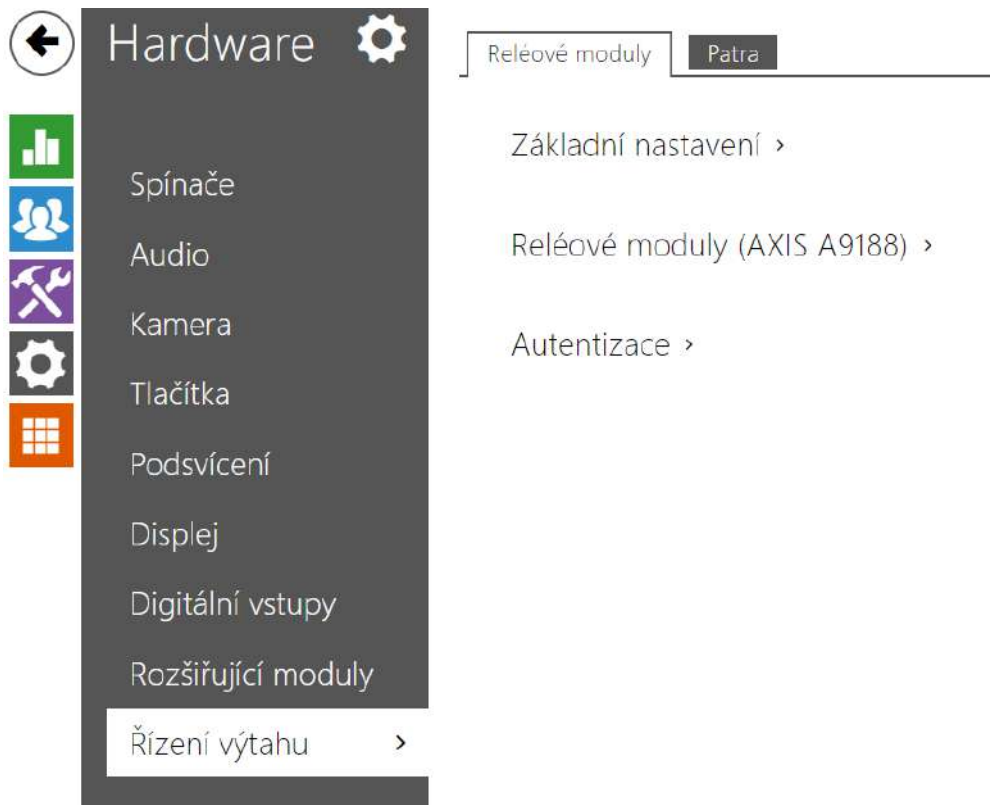 Hardware
Spínače
Audio
Kamera
Tlačítka
Podsvícení
Displej
Digitální vstupy
Rozšiřující moduly
Řízení výtahu
Reléové moduly
Patra
Základní nastavení
Reléové moduly (AXIS A9188)
Autentizace